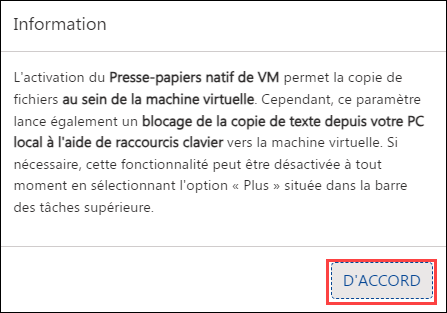 Information
L'activation du Presse-papiers natif de VM permet la copie de
fichiers au sein de la machine virtuelle. Cependant, ce paramètre
lance également un blocage de la copie de texte depuis votre PC
local à l'aide de raccourcis clavier vers la machine virtuelle. Si
nécessaire, cette fonctionnalité peut être désactivée à tout
moment en sélectionnant l'option « Plus » située dans la barre
des tâches supérieure.
D'ACCORD